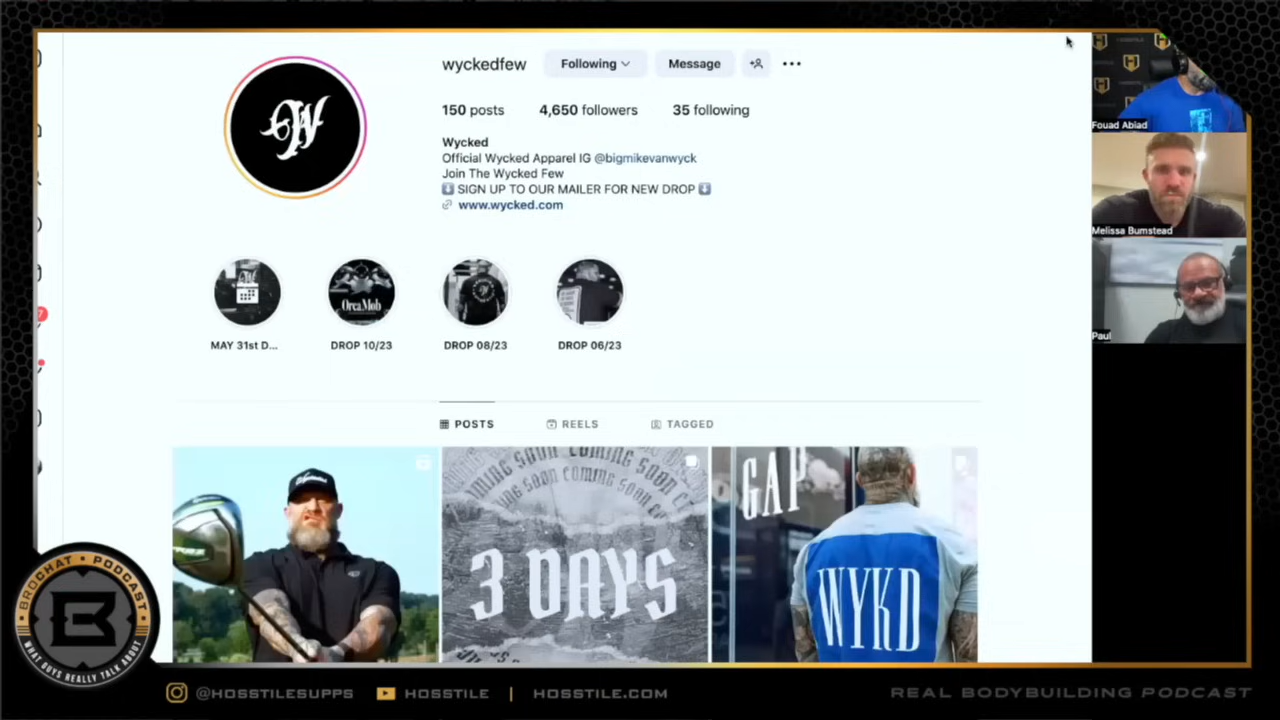 wyckedfew
Following
Message
150 posts
4,650 followers
35 following
Wycked
Official Wycked Apparel IG @bigmikevanwyck
Join The Wycked Few
⬇️ SIGN UP TO OUR MAILER FOR NEW DROP ⬇️
www.wycked.com
OrcaMob
MAY 31st D...
DROP 10/23
DROP 08/23
DROP 06/23
POSTS
REELS
TAGGED
COMING SOON
COMING SOON
3 DAYS
GAP
WYKD
Fouad Abiad
Melissa Bumstead
Paul
BROCHAT • PODCAST
WHAT GUYS REALLY TALK ABOUT
@HOSSTILESUPPS
HOSSTILE | HOSSTILE.COM
REAL BODYBUILDING PODCAST